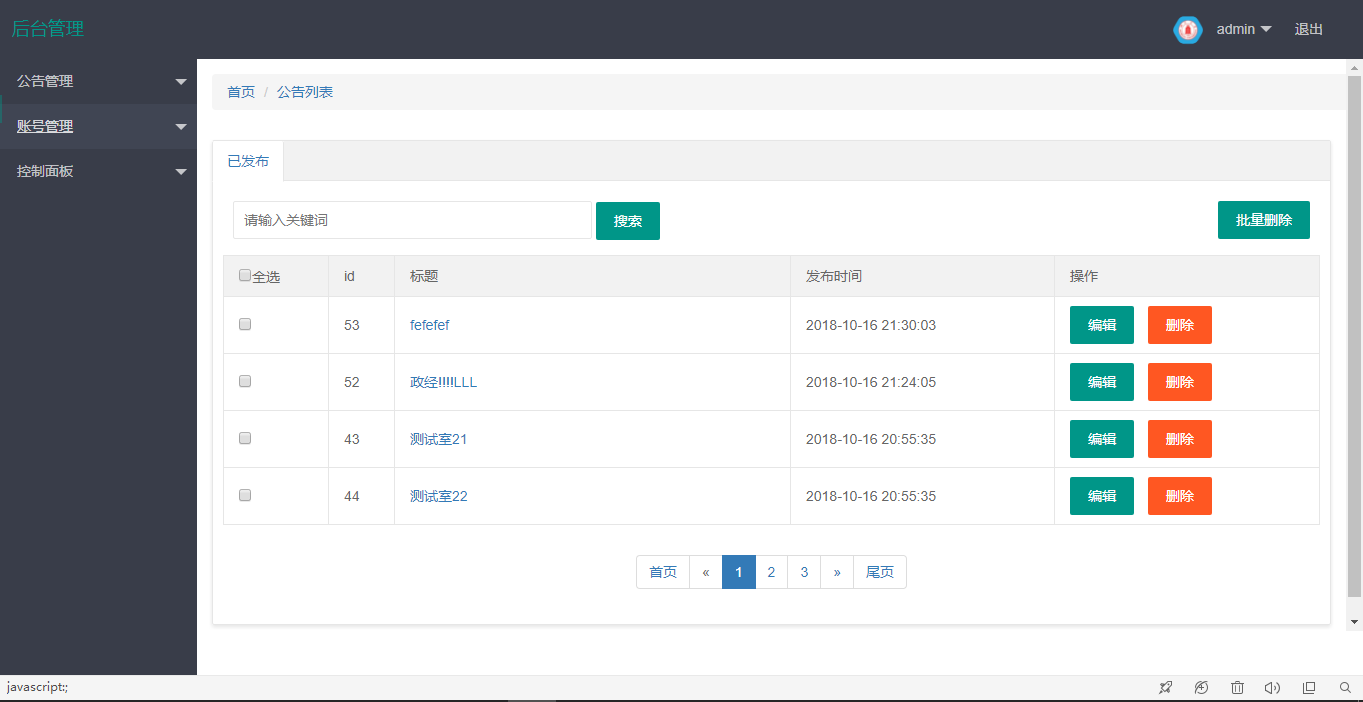 后台管理
admin 退出
公告管理
账号管理
控制面板
首页 / 公告列表
已发布
请输入关键词 搜索 批量删除
全选 id 标题 发布时间 操作
53 fefefef 2018-10-16 21:30:03 编辑 删除
52 政经!!!!LLL 2018-10-16 21:24:05 编辑 删除
43 测试室21 2018-10-16 20:55:35 编辑 删除
44 测试室22 2018-10-16 20:55:35 编辑 删除
首页 « 1 2 3 » 尾页
javascript:;